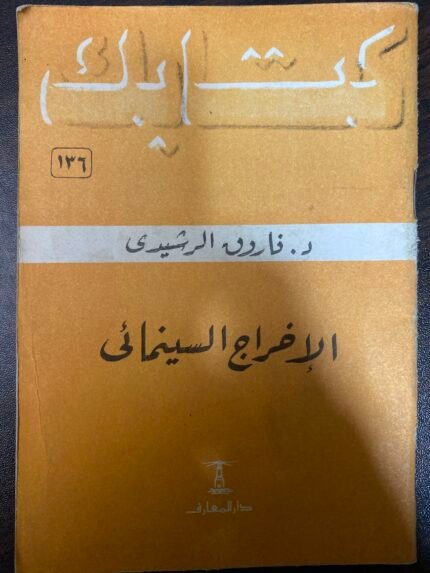 كتابك
١٣٦
د. فاروق الرشيدى
الإخراج السينمائى
دار المعارف